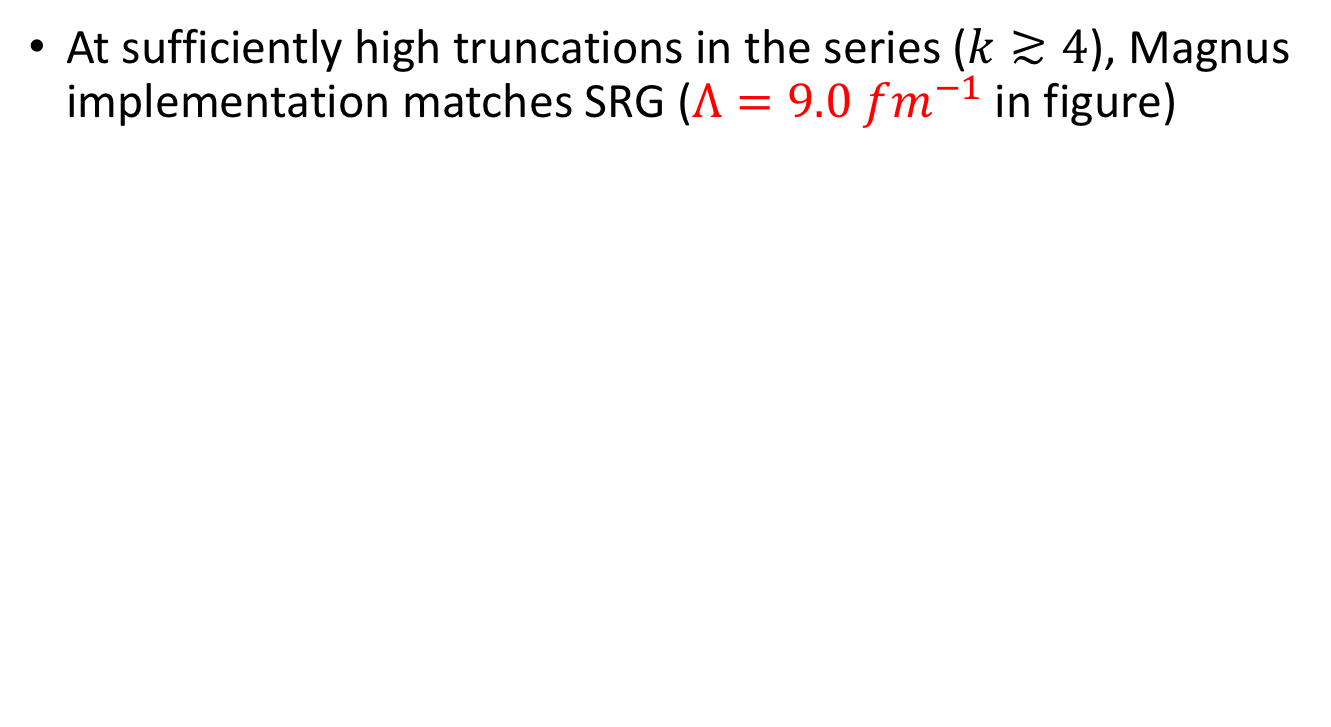 • At sufficiently high truncations in the series (𝑘 ≳ 4), Magnus
implementation matches SRG (Λ = 9.0 𝑓𝑚⁻¹ in figure)